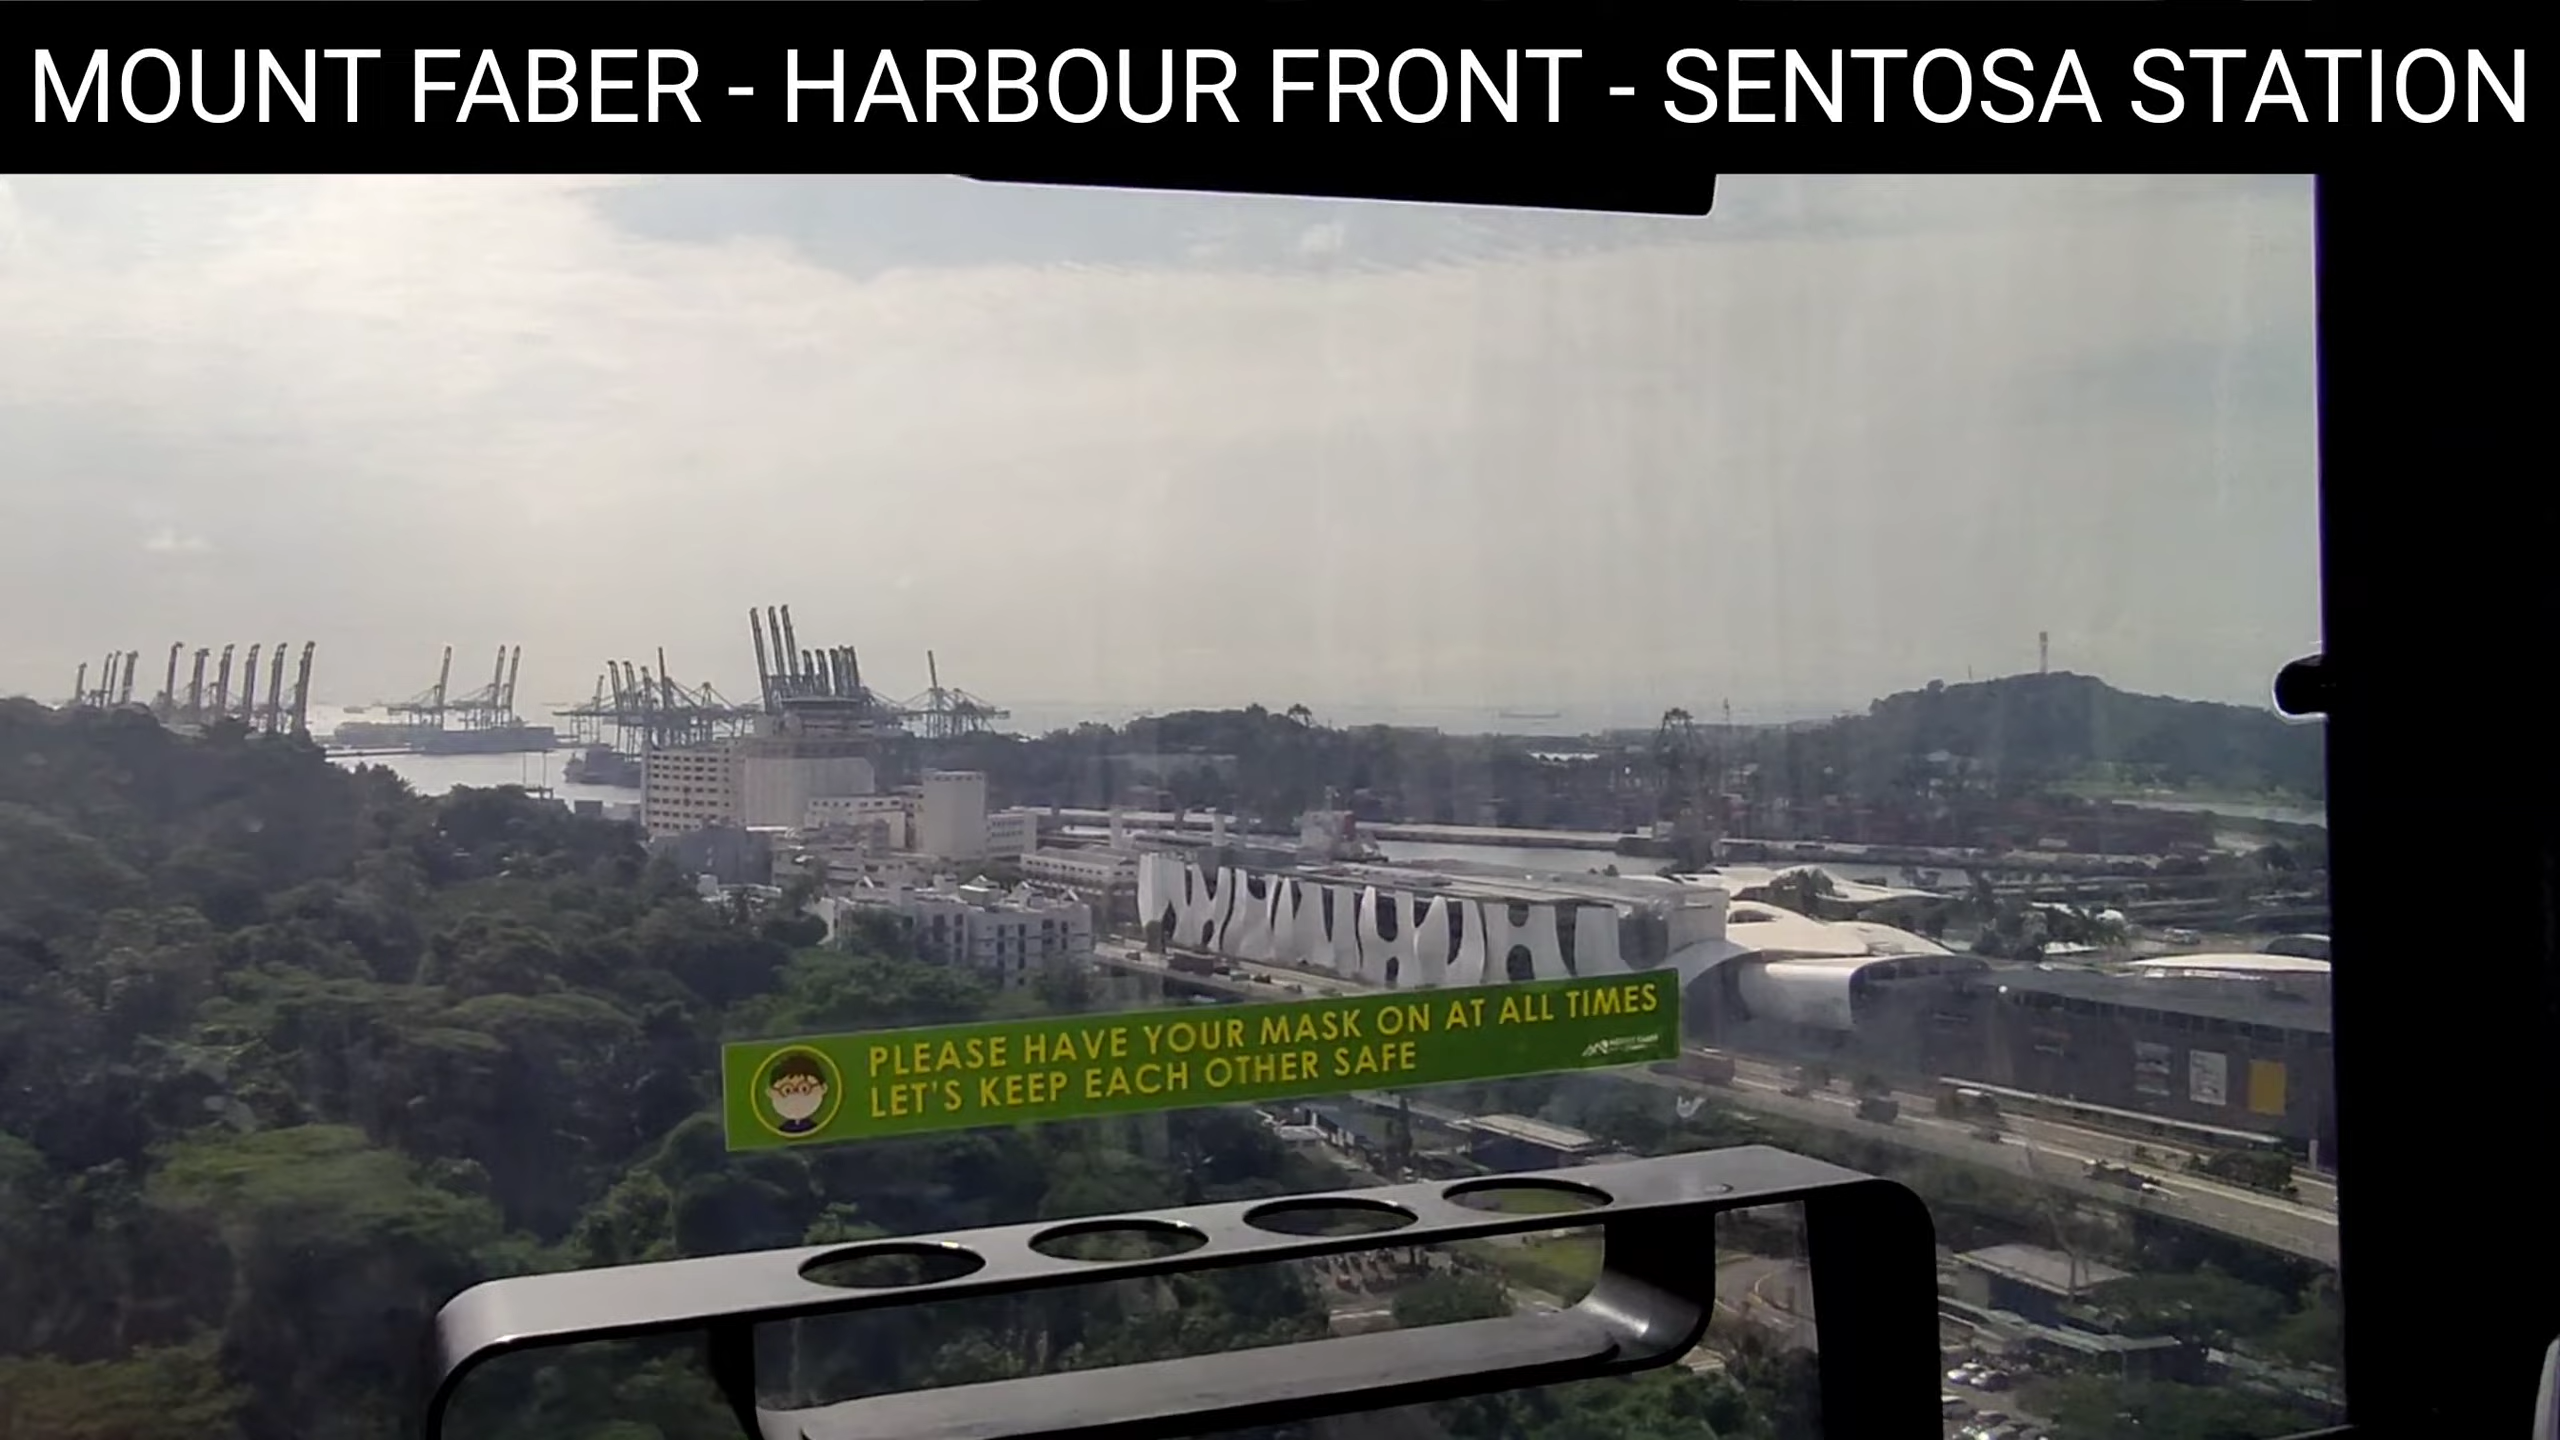 MOUNT FABER - HARBOUR FRONT - SENTOSA STATION
PLEASE HAVE YOUR MASK ON AT ALL TIMES
LET'S KEEP EACH OTHER SAFE